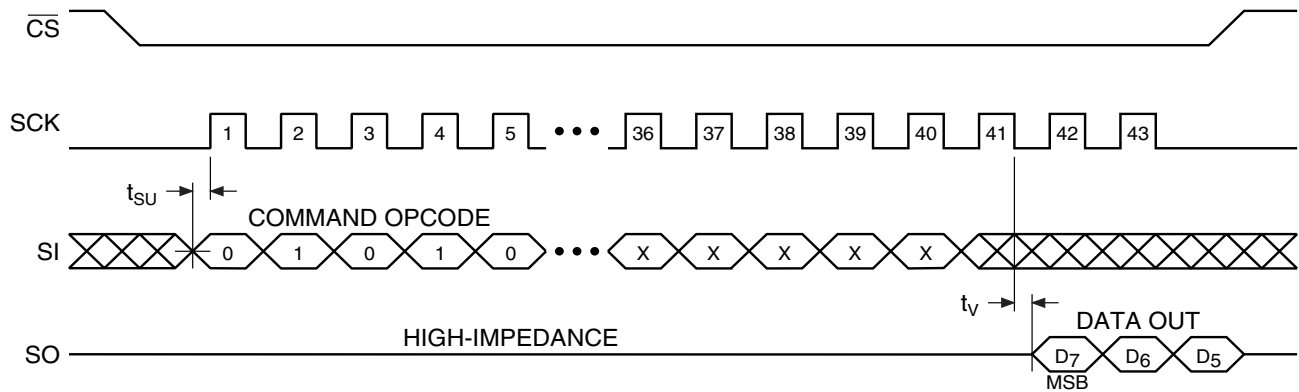 CS
SCK 1 2 3 4 5 ••• 36 37 38 39 40 41 42 43
tSU
COMMAND OPCODE
SI 0 1 0 1 0 ••• X X X X X
tV
HIGH-IMPEDANCE DATA OUT
SO D7 D6 D5
MSB